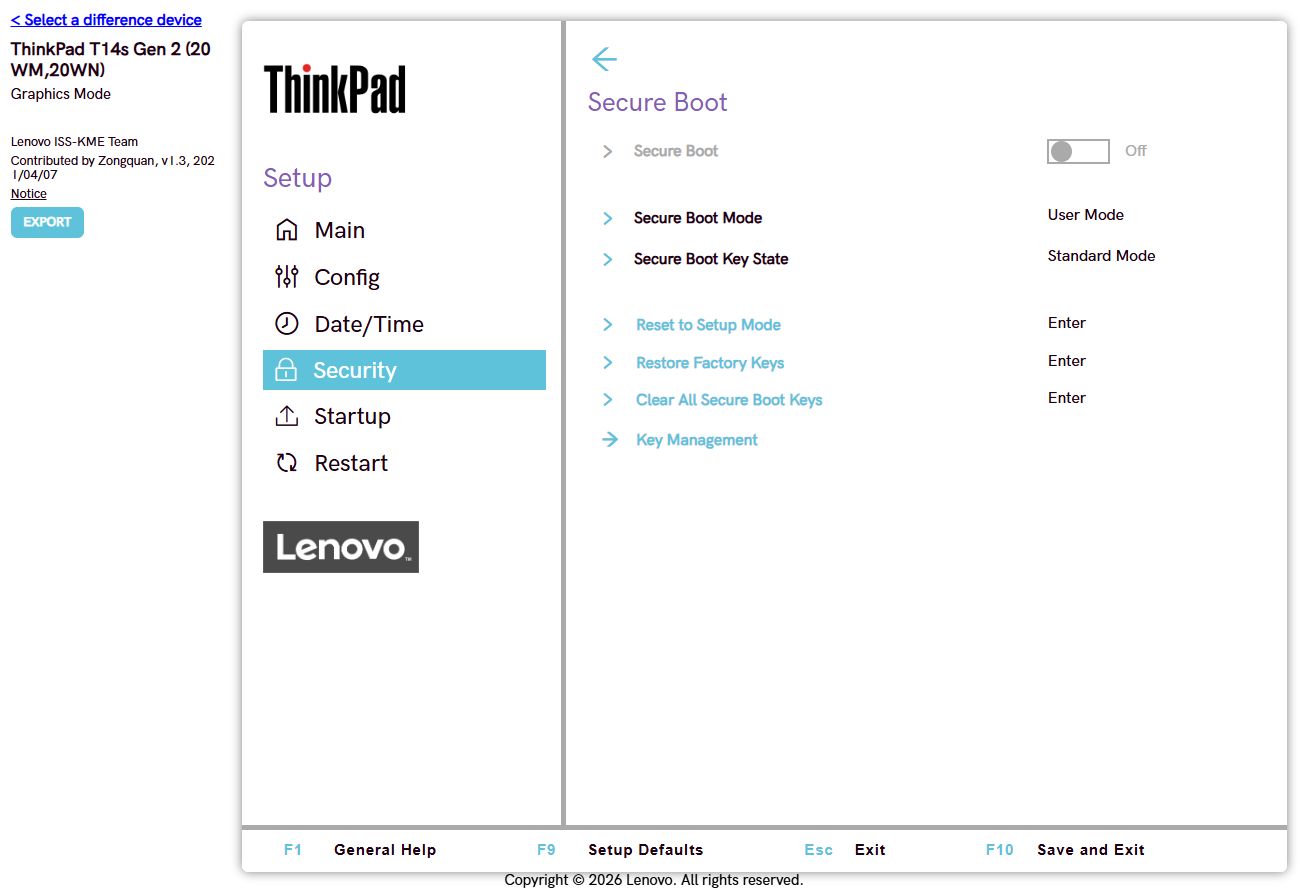 < Select a difference device
ThinkPad T14s Gen 2 (20
WM,20WN)
Graphics Mode
Lenovo ISS-KME Team
Contributed by Zongquan, v1.3, 202
1/04/07
Notice
EXPORT
ThinkPad
Setup
Main
Config
Date/Time
Security
Startup
Restart
Lenovo™
Secure Boot
> Secure Boot Off
> Secure Boot Mode User Mode
> Secure Boot Key State Standard Mode
> Reset to Setup Mode Enter
> Restore Factory Keys Enter
> Clear All Secure Boot Keys Enter
Key Management
F1 General Help F9 Setup Defaults Esc Exit F10 Save and Exit
Copyright © 2026 Lenovo. All rights reserved.